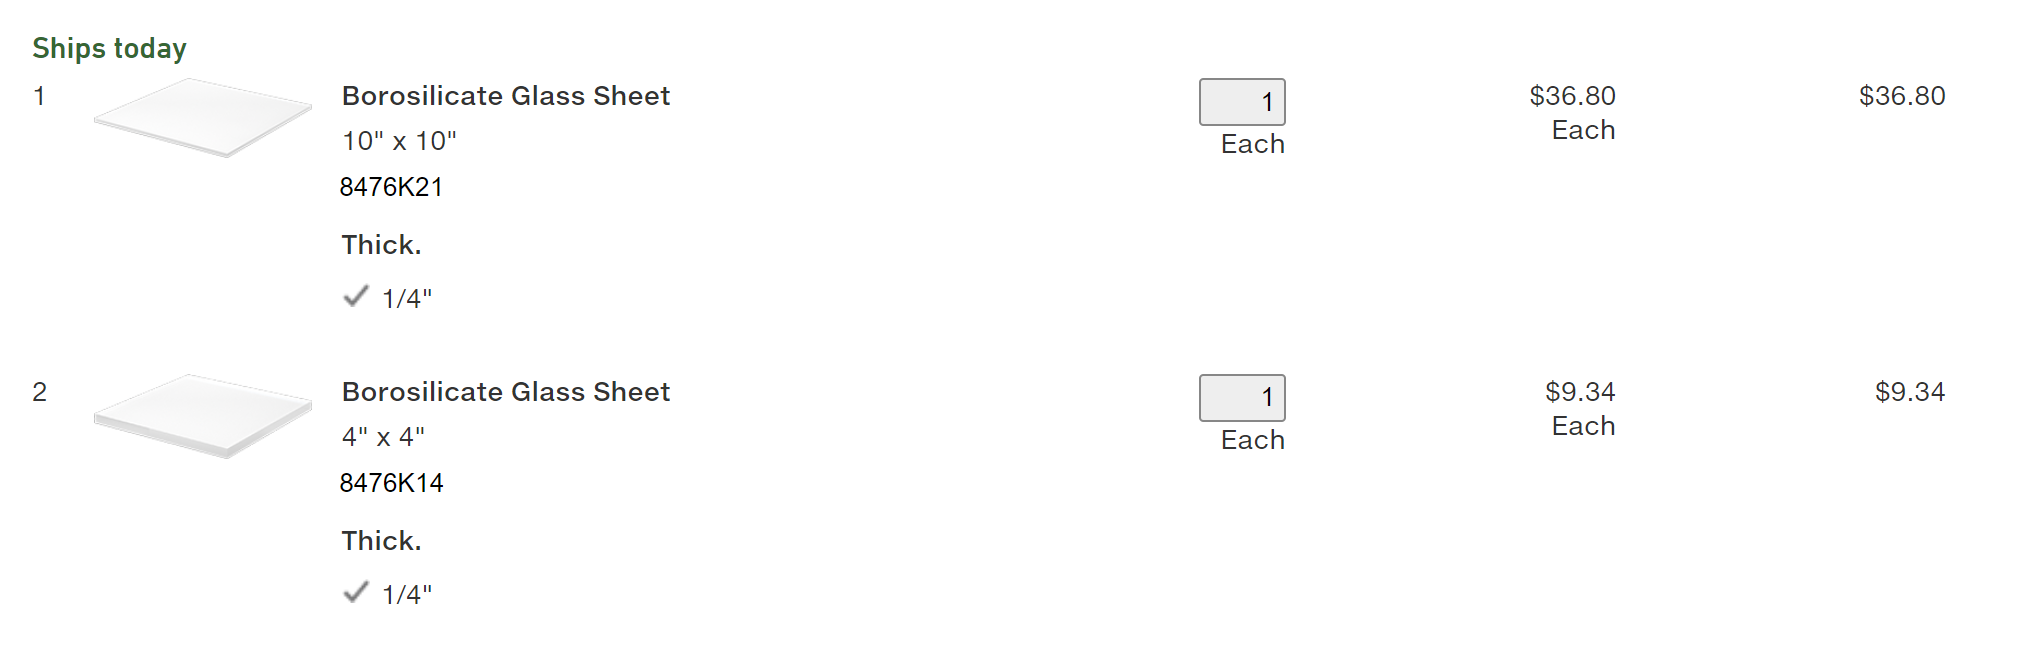 Ships today
1
Borosilicate Glass Sheet
1
$36.80
$36.80
10" x 10"
Each
Each
8476K21
Thick.
1/4"
2
Borosilicate Glass Sheet
1
$9.34
$9.34
4" x 4"
Each
Each
8476K14
Thick.
1/4"